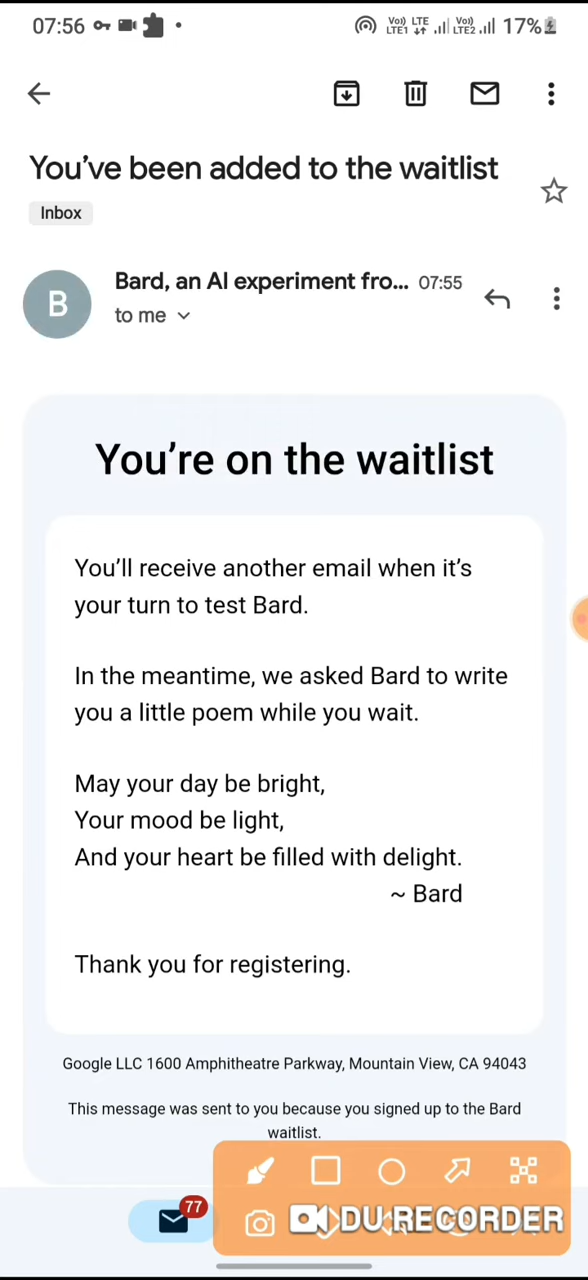 07:56 Vo)) LTE LTE1 Vo)) LTE2 17%
You've been added to the waitlist
Inbox
B
Bard, an AI experiment fro... 07:55
to me
You're on the waitlist
You'll receive another email when it's
your turn to test Bard.
In the meantime, we asked Bard to write
you a little poem while you wait.
May your day be bright,
Your mood be light,
And your heart be filled with delight.
~ Bard
Thank you for registering.
Google LLC 1600 Amphitheatre Parkway, Mountain View, CA 94043
This message was sent to you because you signed up to the Bard
waitlist.
77
DU RECORDER